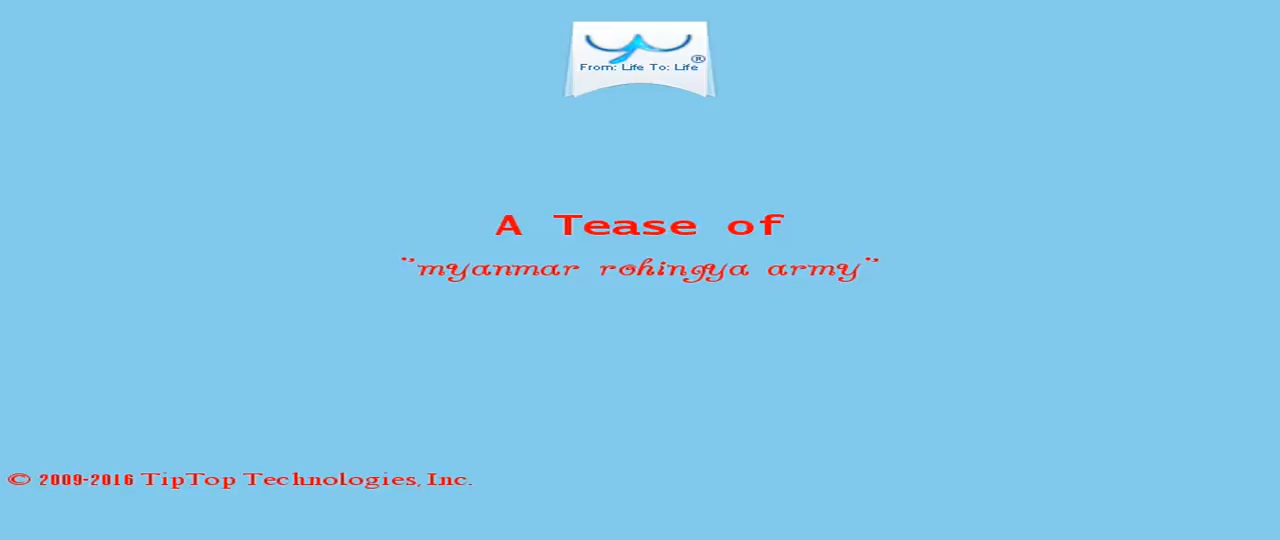 From: Life To: Life®
A Tease of
"myanmar rohingya army"
© 2009-2016 TipTop Technologies, Inc.